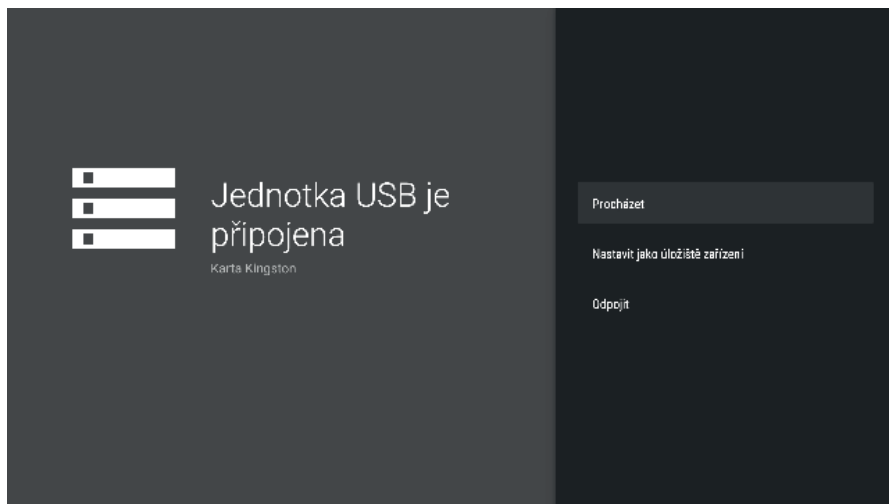 Jednotka USB je
připojena
Karta Kingston
Procházet
Nastavit jako úložiště zařízení
Odpojit